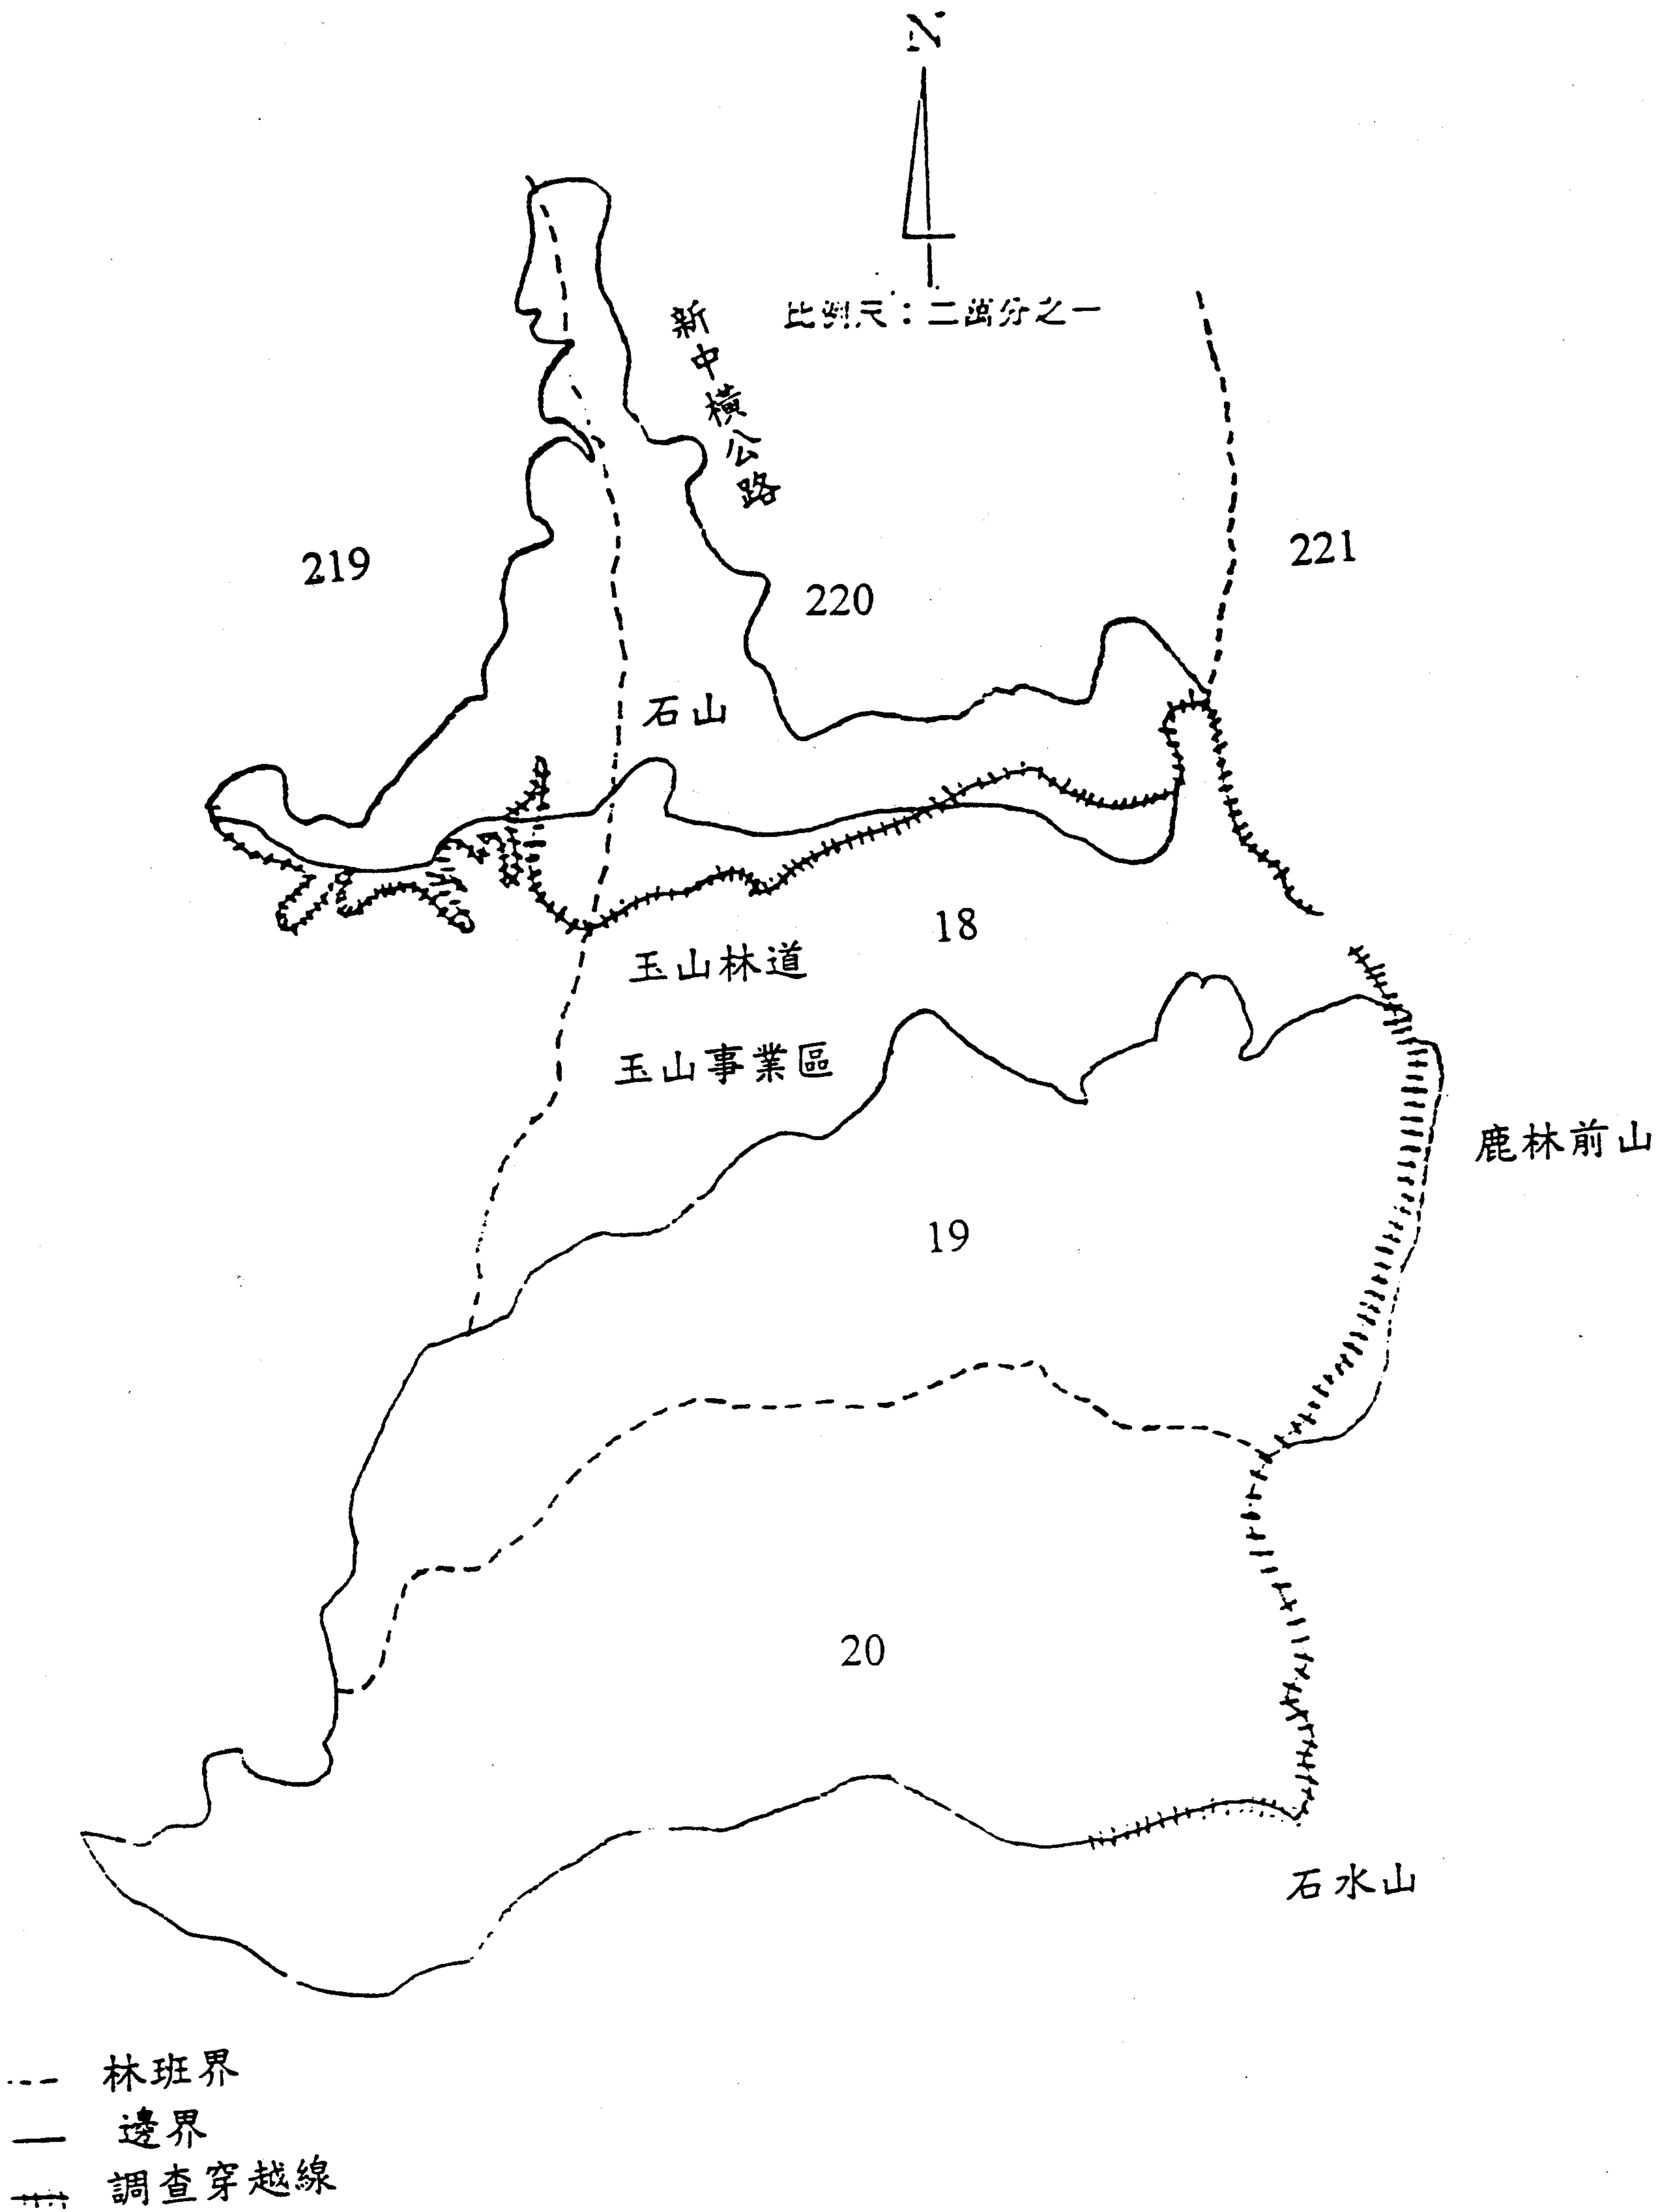 N
比例尺：二萬分之一
新中橫公路
219
220
221
石山
18
玉山林道
玉山事業區
鹿林前山
19
20
石水山
林班界
邊界
調查穿越線